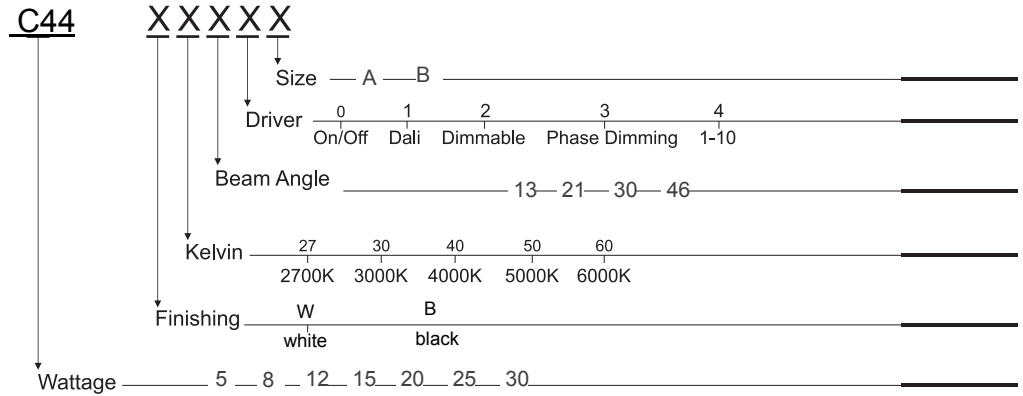 C44 X X X X X
Size A B
Driver 0 1 2 3 4
On/Off Dali Dimmable Phase Dimming 1-10
Beam Angle 13 21 30 46
Kelvin 27 30 40 50 60
2700K 3000K 4000K 5000K 6000K
Finishing W B
white black
Wattage 5 8 12 15 20 25 30